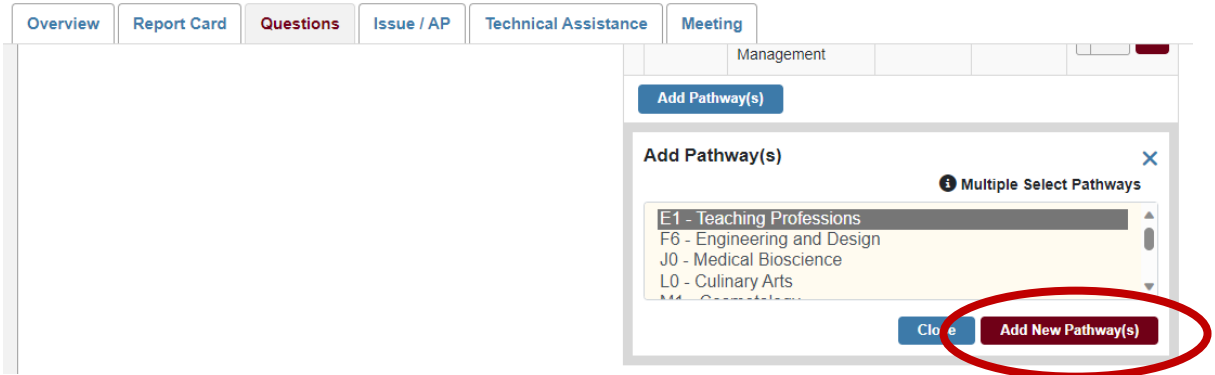 Overview Report Card Questions Issue / AP Technical Assistance Meeting
Management
Add Pathway(s)
Add Pathway(s)
Multiple Select Pathways
E1 - Teaching Professions
F6 - Engineering and Design
J0 - Medical Bioscience
L0 - Culinary Arts
Close Add New Pathway(s)